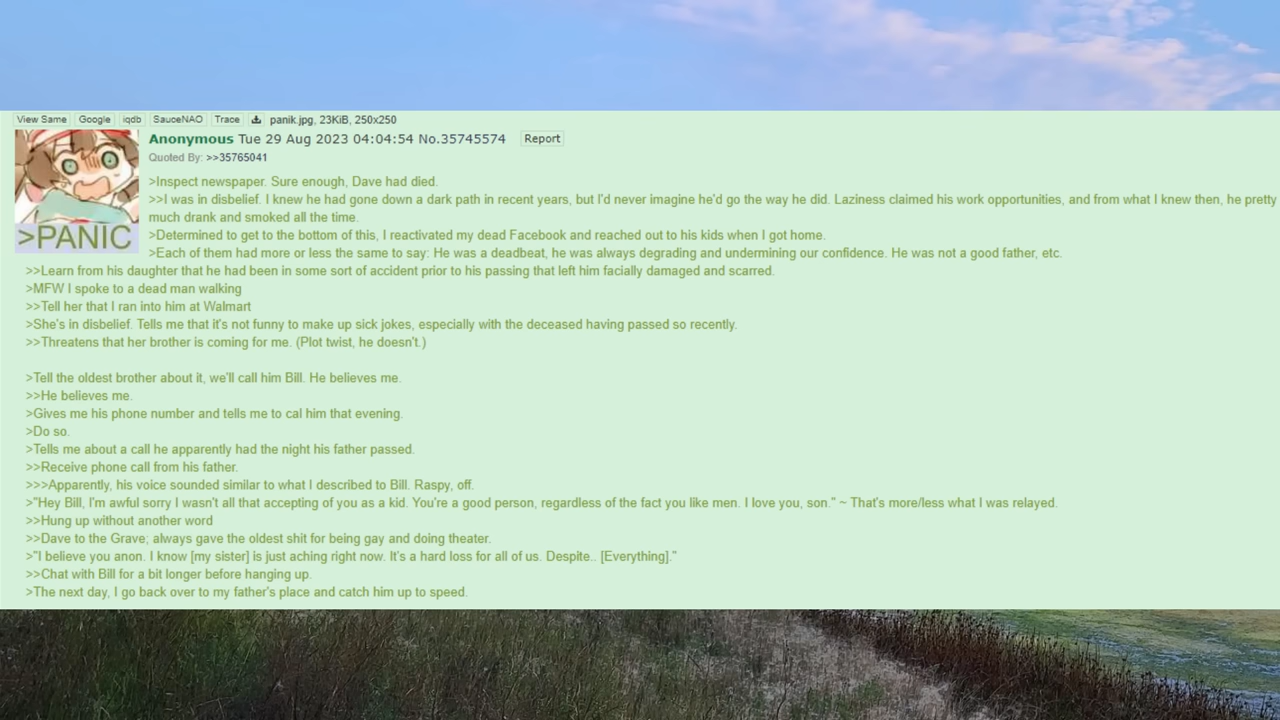 View Same Google iqdb SauceNAO Trace panik.jpg, 23KiB, 250x250
Anonymous Tue 29 Aug 2023 04:04:54 No.35745574 Report
Quoted By: >>35765041
>PANIC
>Inspect newspaper. Sure enough, Dave had died.
>>I was in disbelief. I knew he had gone down a dark path in recent years, but I'd never imagine he'd go the way he did. Laziness claimed his work opportunities, and from what I knew then, he pretty
much drank and smoked all the time.
>Determined to get to the bottom of this, I reactivated my dead Facebook and reached out to his kids when I got home.
>Each of them had more or less the same to say: He was a deadbeat, he was always degrading and undermining our confidence. He was not a good father, etc.
>>Learn from his daughter that he had been in some sort of accident prior to his passing that left him facially damaged and scarred.
>MFW I spoke to a dead man walking
>>Tell her that I ran into him at Walmart
>She's in disbelief. Tells me that it's not funny to make up sick jokes, especially with the deceased having passed so recently.
>>Threatens that her brother is coming for me. (Plot twist, he doesn't.)
>Tell the oldest brother about it, we'll call him Bill. He believes me.
>>He believes me.
>Gives me his phone number and tells me to cal him that evening.
>Do so.
>Tells me about a call he apparently had the night his father passed.
>>Receive phone call from his father.
>>>Apparently, his voice sounded similar to what I described to Bill. Raspy, off.
>"Hey Bill, I'm awful sorry I wasn't all that accepting of you as a kid. You're a good person, regardless of the fact you like men. I love you, son." ~ That's more/less what I was relayed.
>>Hung up without another word
>>Dave to the Grave; always gave the oldest shit for being gay and doing theater.
>"I believe you anon. I know [my sister] is just aching right now. It's a hard loss for all of us. Despite.. [Everything]."
>>Chat with Bill for a bit longer before hanging up.
>The next day, I go back over to my father's place and catch him up to speed.